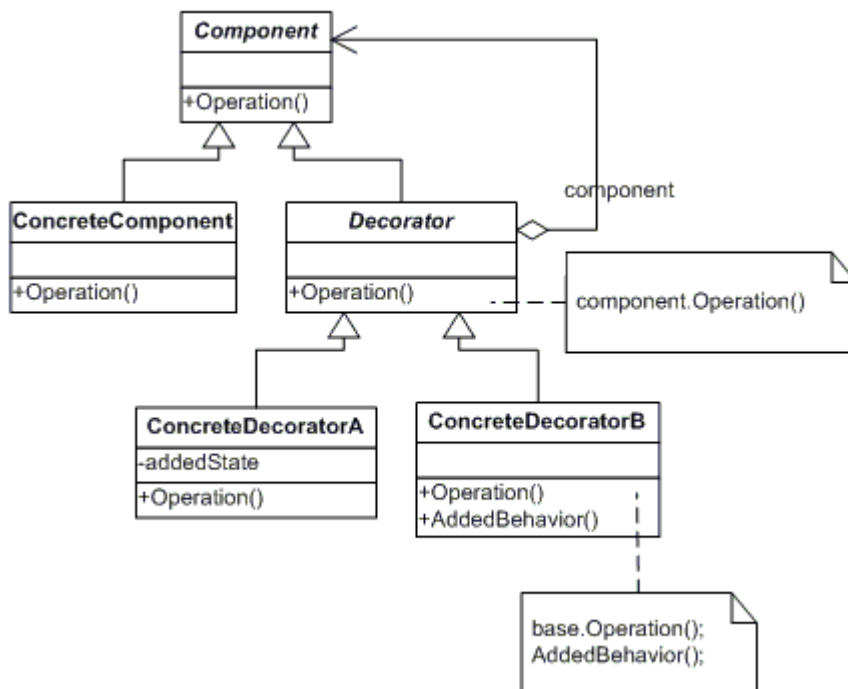 Component
+Operation()
component
ConcreteComponent
+Operation()
Decorator
+Operation()
component.Operation()
ConcreteDecoratorA
-addedState
+Operation()
ConcreteDecoratorB
+Operation()
+AddedBehavior()
base.Operation();
AddedBehavior();